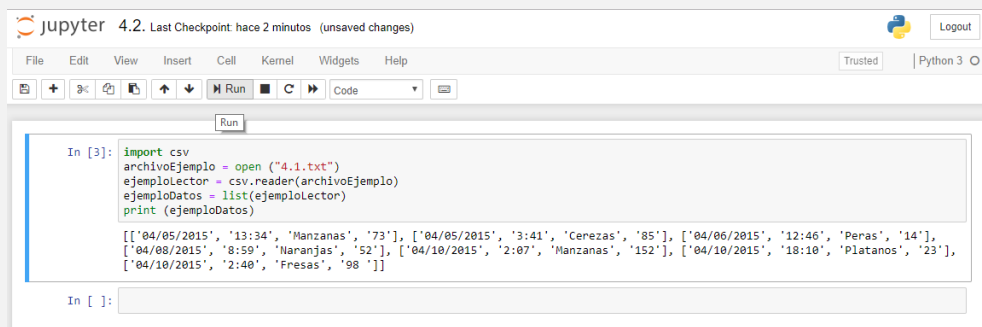 jupyter 4.2. Last Checkpoint: hace 2 minutos (unsaved changes) Logout
File Edit View Insert Cell Kernel Widgets Help Trusted Python 3
Run Code
Run
In [3]: import csv
archivoEjemplo = open ("4.1.txt")
ejemploLector = csv.reader(archivoEjemplo)
ejemploDatos = list(ejemploLector)
print (ejemploDatos)
[['04/05/2015', '13:34', 'Manzanas', '73'], ['04/05/2015', '3:41', 'Cerezas', '85'], ['04/06/2015', '12:46', 'Peras', '14'],
['04/08/2015', '8:59', 'Naranjas', '52'], ['04/10/2015', '2:07', 'Manzanas', '152'], ['04/10/2015', '18:10', 'Platanos', '23'],
['04/10/2015', '2:40', 'Fresas', '98 ']]
In [ ]: